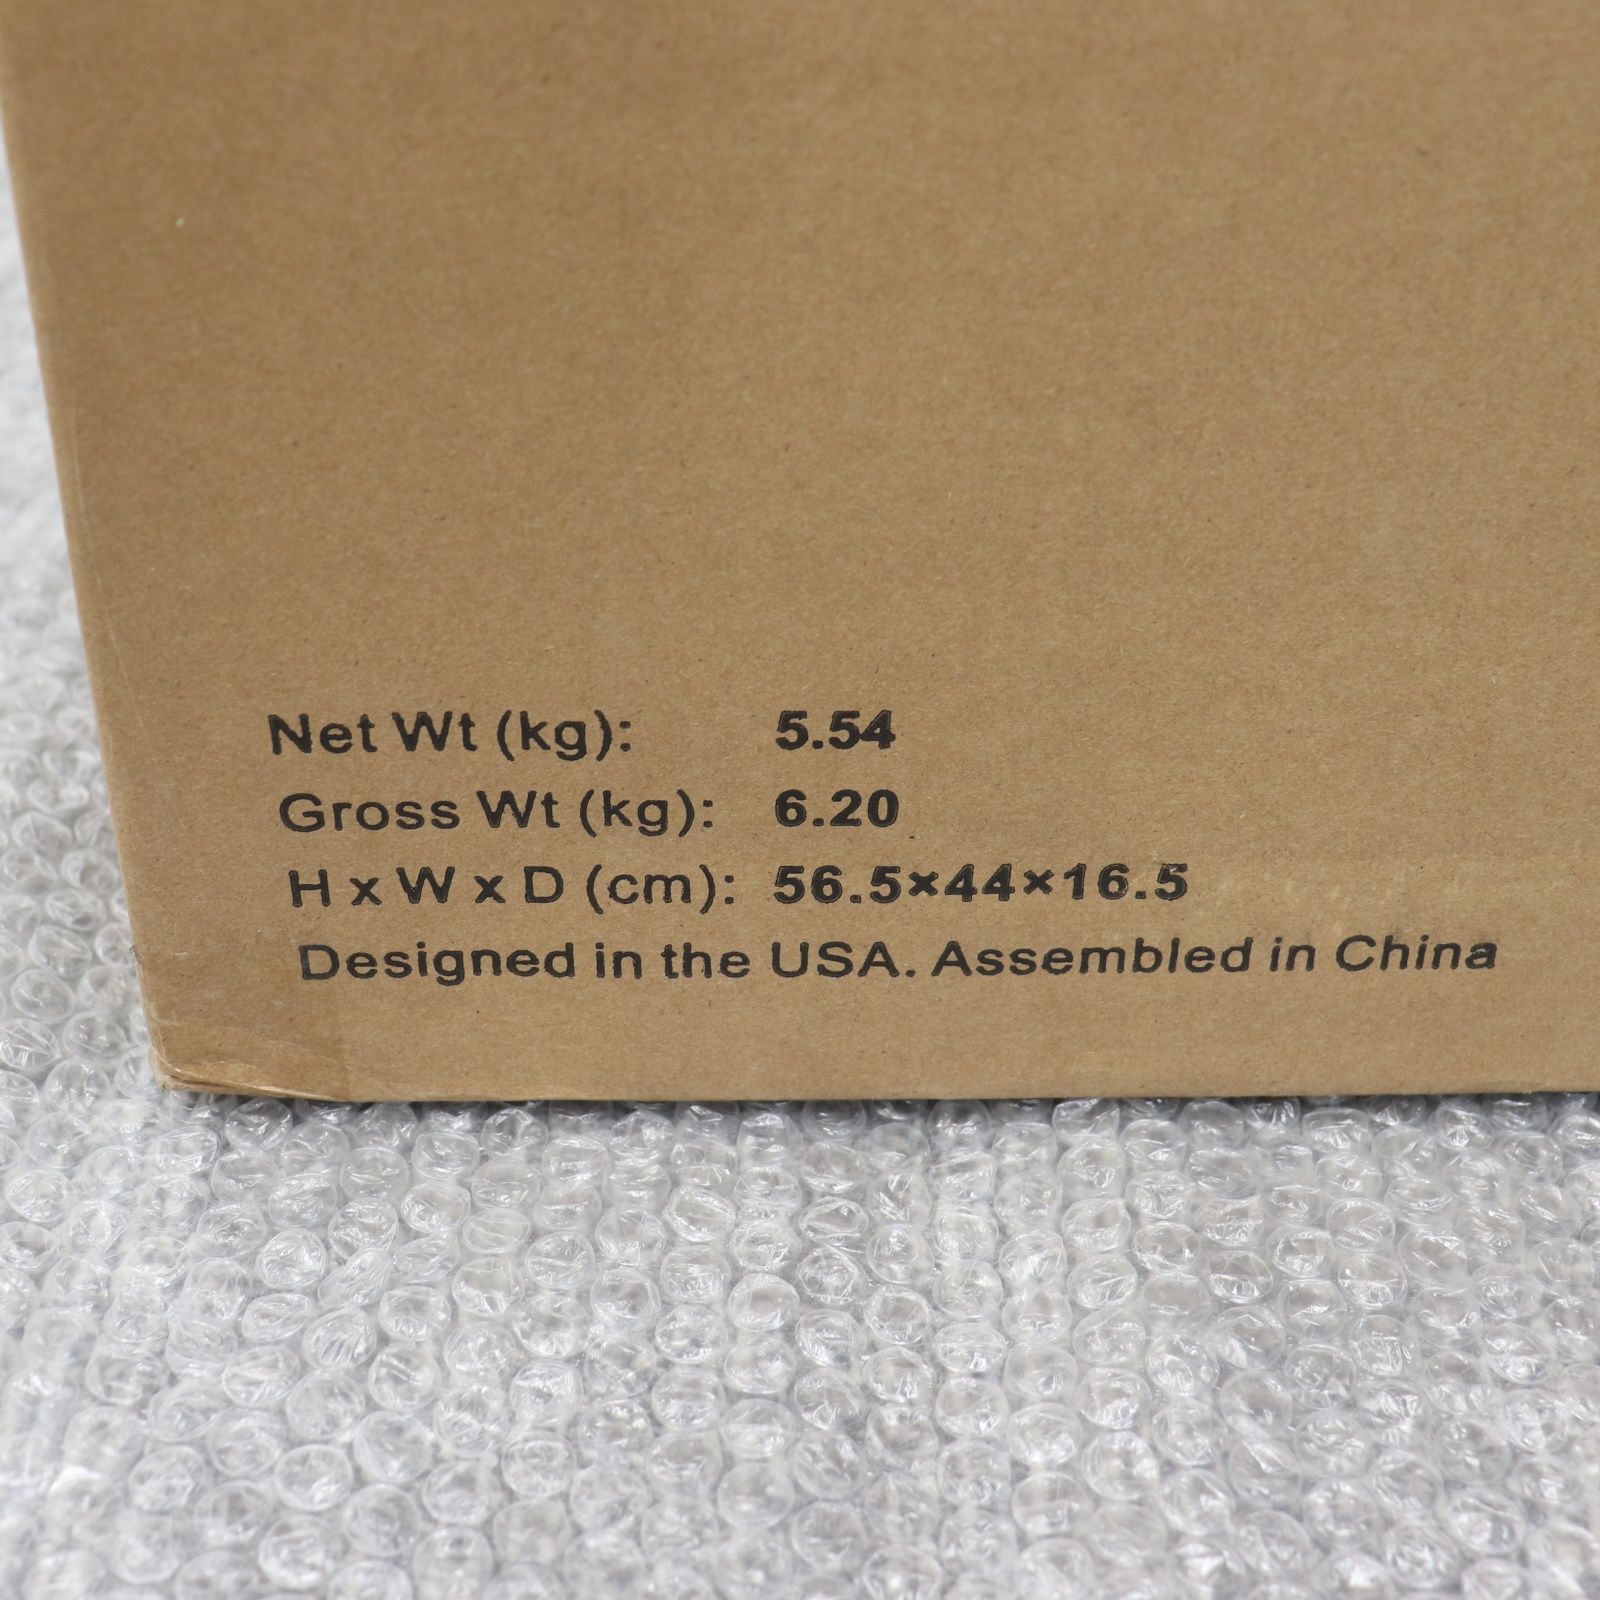 Net Wt (kg): 5.54
Gross Wt (kg): 6.20
H x W x D (cm): 56.5×44×16.5
Designed in the USA. Assembled in China